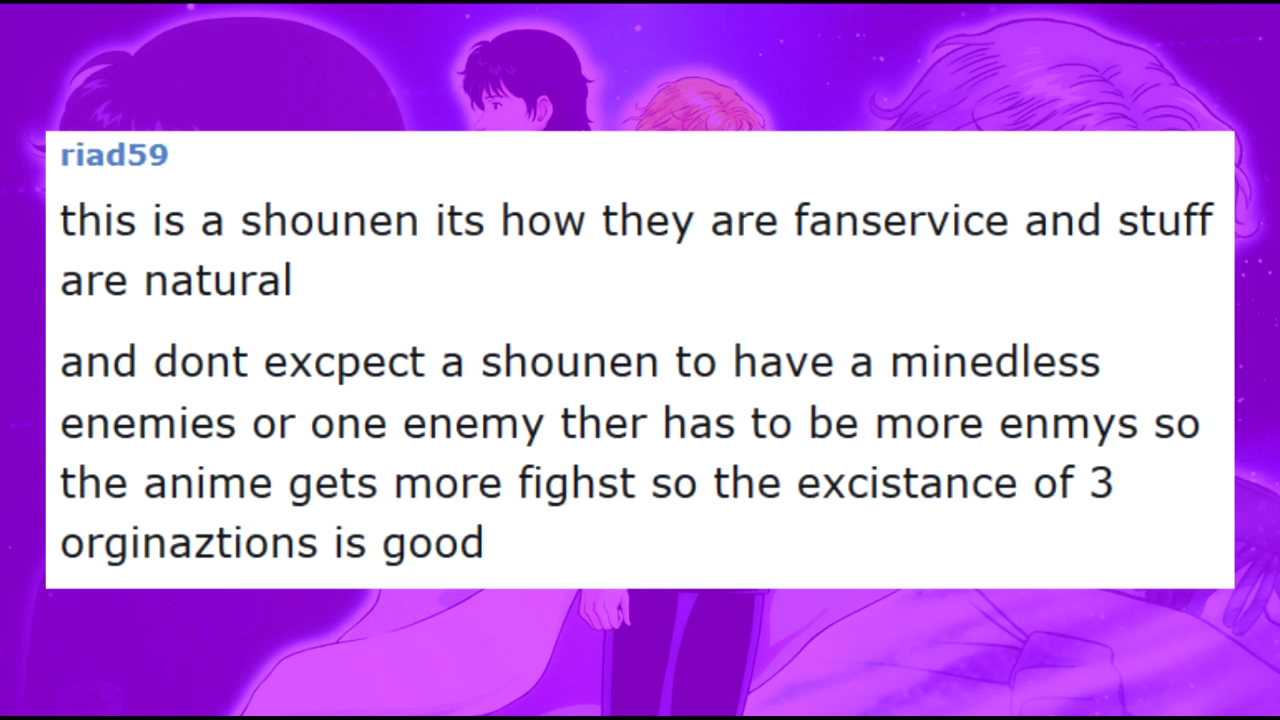 riad59
this is a shounen its how they are fanservice and stuff
are natural
and dont excpect a shounen to have a minedless
enemies or one enemy ther has to be more enmys so
the anime gets more fighst so the excistance of 3
orginaztions is good